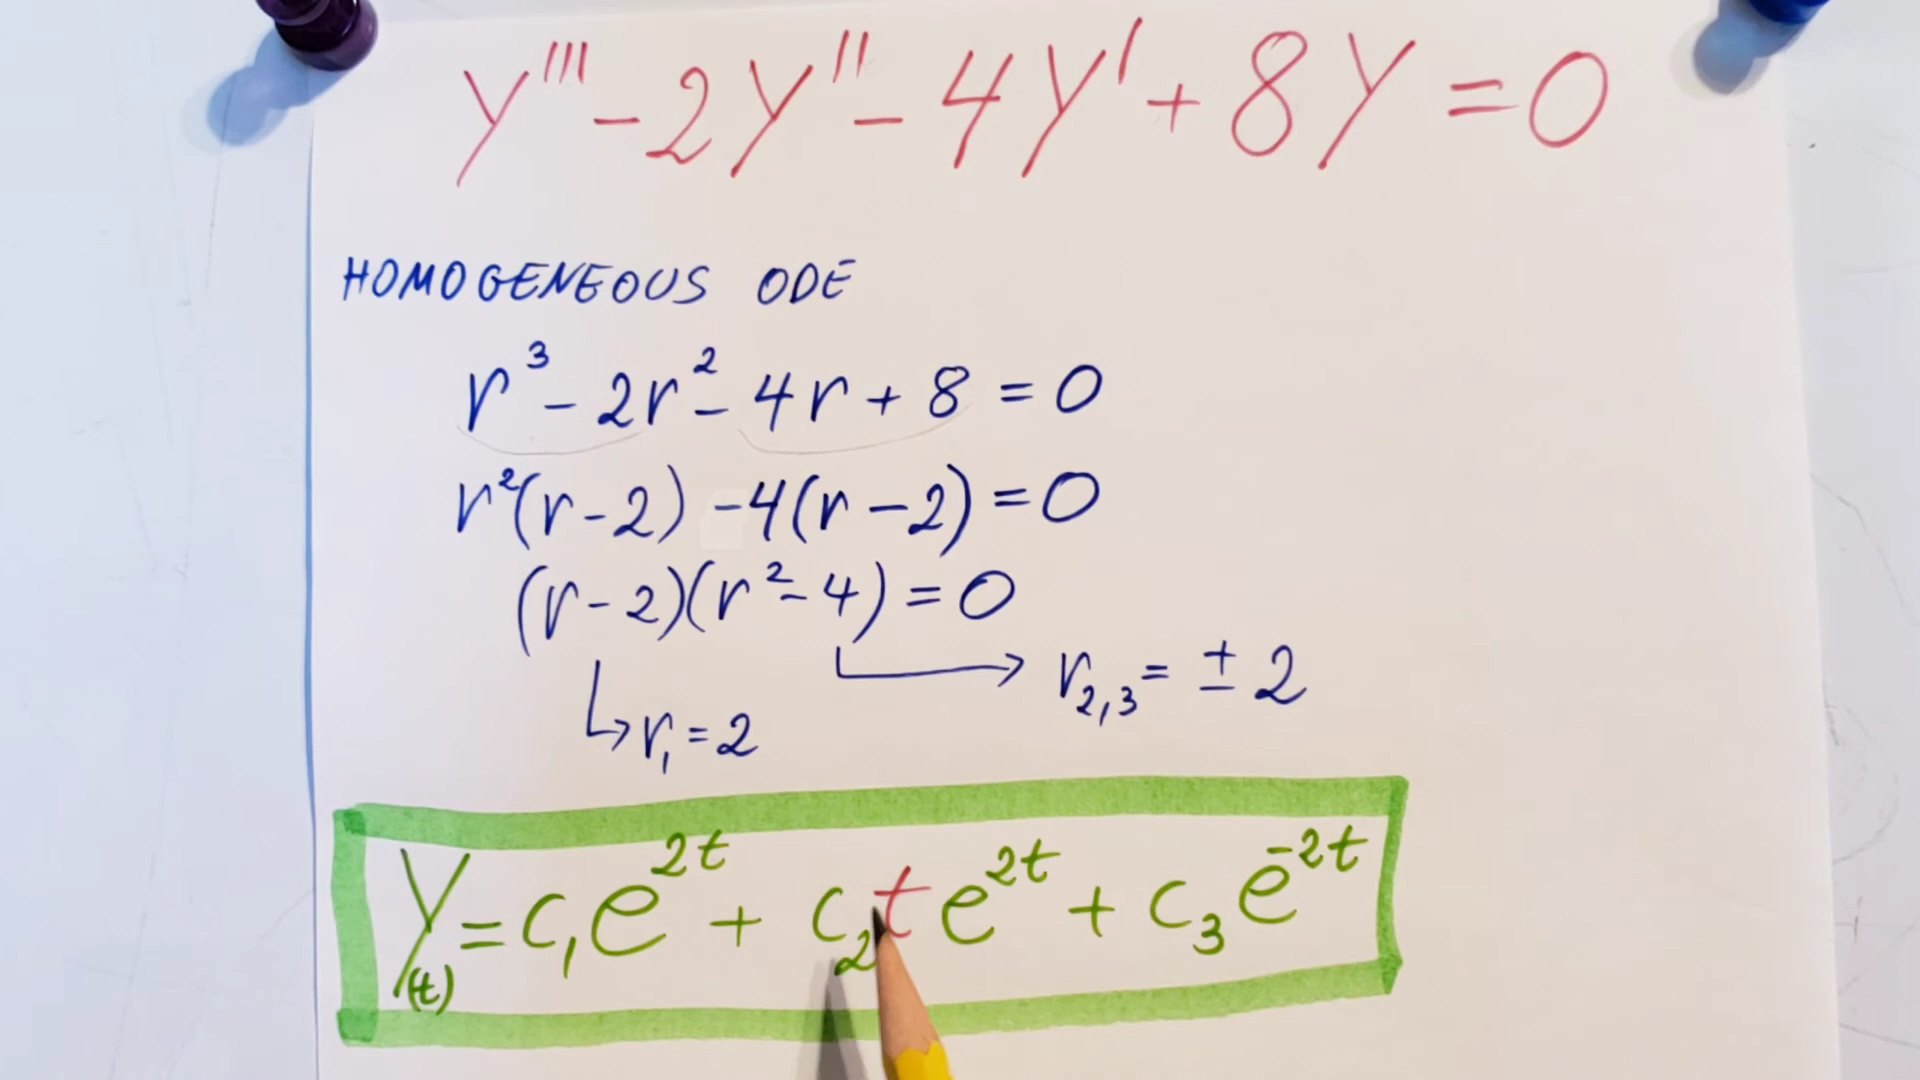 y''' - 2y'' - 4y' + 8y = 0
HOMOGENEOUS ODE
r³ - 2r² - 4r + 8 = 0
r²(r - 2) - 4(r - 2) = 0
(r - 2)(r² - 4) = 0
r₂,₃ = ± 2
r₁ = 2
y(t) = c₁e^2t + c₂te^2t + c₃e^-2t